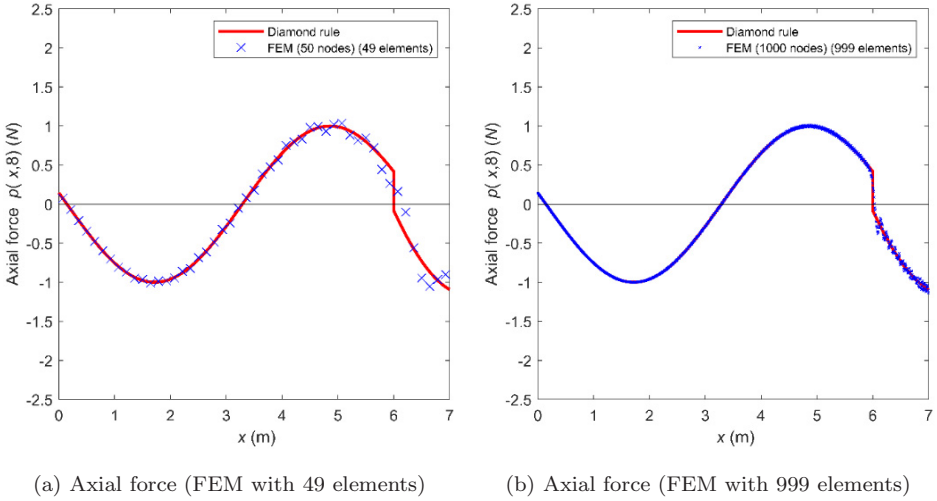 2.5
2
1.5
1
0.5
0
-0.5
-1
-1.5
-2
-2.5
Axial force p( x,8) (N)
Diamond rule
FEM (50 nodes) (49 elements)
0 1 2 3 4 5 6 7
x (m)
(a) Axial force (FEM with 49 elements)
2.5
2
1.5
1
0.5
0
-0.5
-1
-1.5
-2
-2.5
Axial force p( x,8) (N)
Diamond rule
FEM (1000 nodes) (999 elements)
0 1 2 3 4 5 6 7
x (m)
(b) Axial force (FEM with 999 elements)